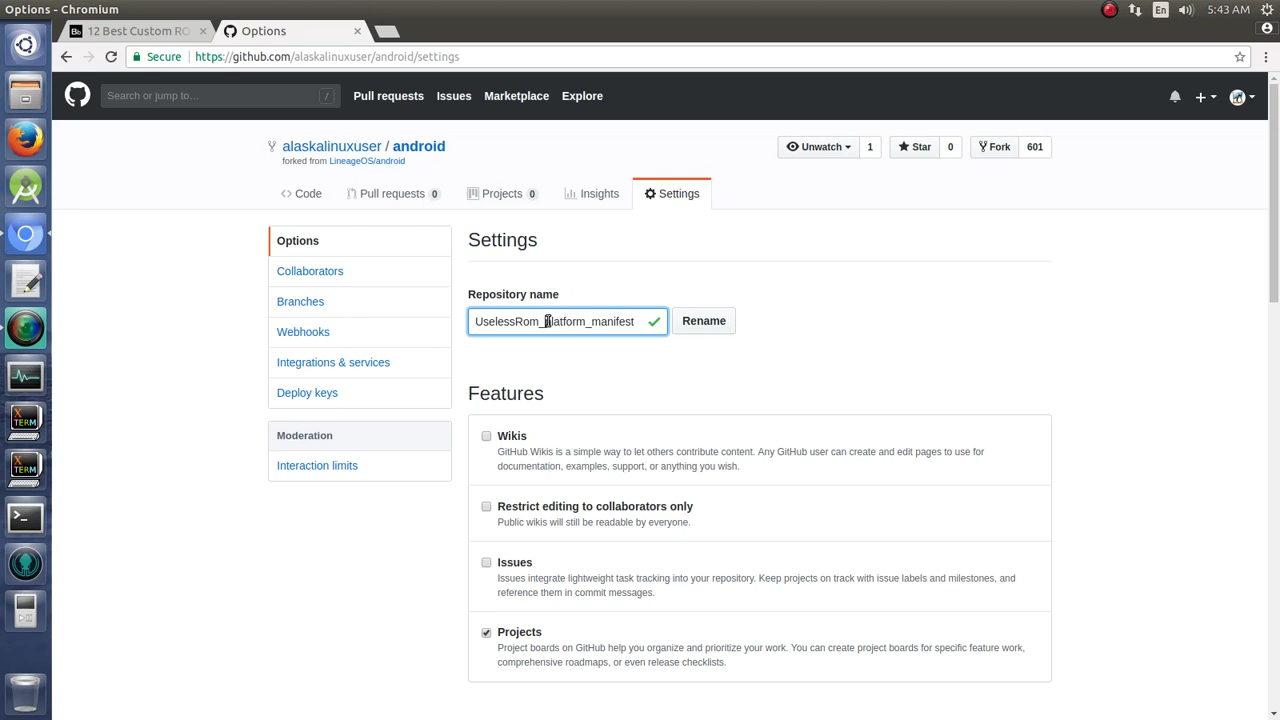 Options - Chromium
En
5:43 AM
Bb 12 Best Custom RO
Options
Secure https://github.com/alaskalinuxuser/android/settings
Search or jump to… /
Pull requests Issues Marketplace Explore
alaskalinuxuser / android
forked from LineageOS/android
Unwatch 1
Star 0
Fork 601
Code
Pull requests 0
Projects 0
Insights
Settings
Options
Collaborators
Branches
Webhooks
Integrations & services
Deploy keys
Moderation
Interaction limits
Settings
Repository name
UselessRom_platform_manifest
Rename
Features
Wikis
GitHub Wikis is a simple way to let others contribute content. Any GitHub user can create and edit pages to use for
documentation, examples, support, or anything you wish.
Restrict editing to collaborators only
Public wikis will still be readable by everyone.
Issues
Issues integrate lightweight task tracking into your repository. Keep projects on track with issue labels and milestones, and
reference them in commit messages.
Projects
Project boards on GitHub help you organize and prioritize your work. You can create project boards for specific feature work,
comprehensive roadmaps, or even release checklists.
X
TERM
X
TERM